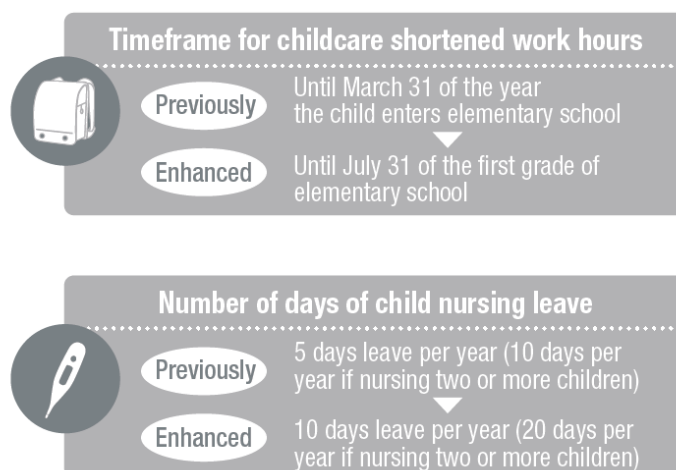 Timeframe for childcare shortened work hours
Previously
Until March 31 of the year
the child enters elementary school
Enhanced
Until July 31 of the first grade of
elementary school
Number of days of child nursing leave
Previously
5 days leave per year (10 days per
year if nursing two or more children)
Enhanced
10 days leave per year (20 days per
year if nursing two or more children)